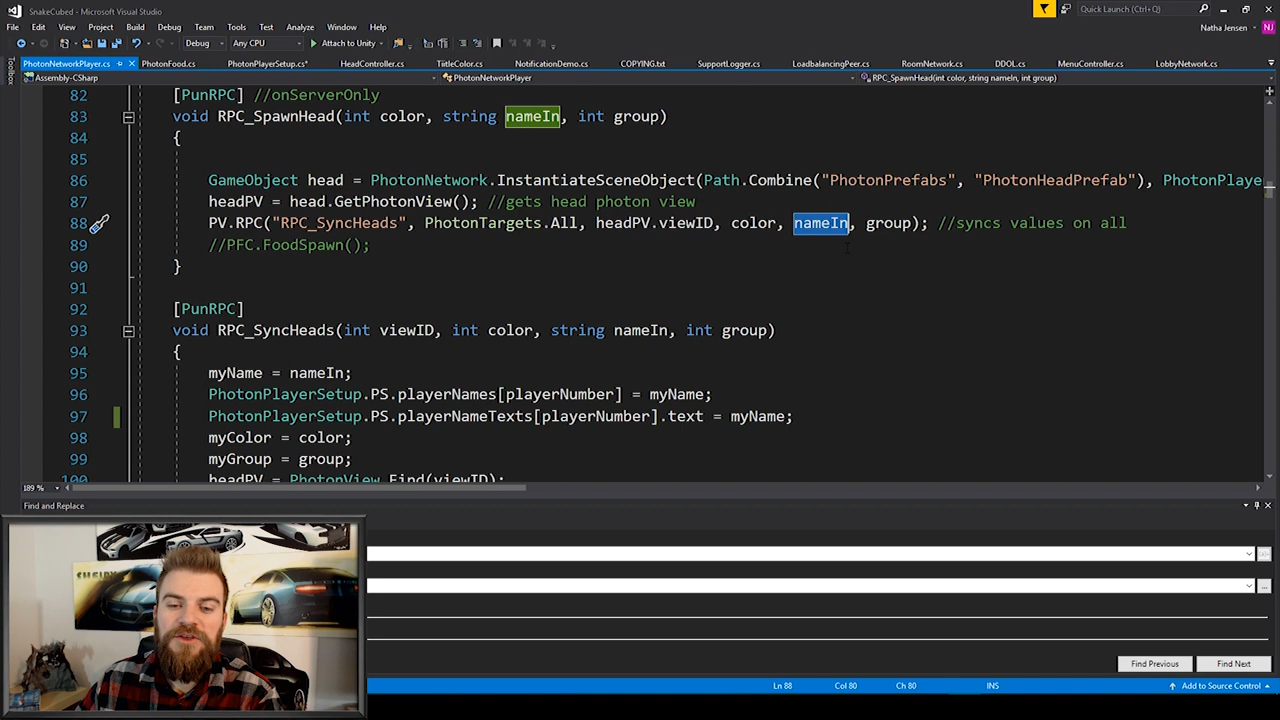 SnakeCubed - Microsoft Visual Studio
Quick Launch (Ctrl+Q)
File Edit View Project Build Debug Team Tools Test Analyze Window Help
Natha Jensen NJ
Debug Any CPU Attach to Unity
PhotonNetworkPlayer.cs PhotonFood.cs PhotonPlayerSetup.cs* HeadController.cs TiitleColor.cs NotificationDemo.cs COPYING.txt SupportLogger.cs LoadbalancingPeer.cs RoomNetwork.cs DDOL.cs MenuController.cs LobbyNetwork.cs
Assembly-CSharp PhotonNetworkPlayer RPC_SpawnHead(int color, string nameIn, int group)
82 [PunRPC] //onServerOnly
83 void RPC_SpawnHead(int color, string nameIn, int group)
84 {
85
86 GameObject head = PhotonNetwork.InstantiateSceneObject(Path.Combine("PhotonPrefabs", "PhotonHeadPrefab"), PhotonPlaye
87 headPV = head.GetPhotonView(); //gets head photon view
88 PV.RPC("RPC_SyncHeads", PhotonTargets.All, headPV.viewID, color, nameIn, group); //syncs values on all
89 //PFC.FoodSpawn();
90 }
91
92 [PunRPC]
93 void RPC_SyncHeads(int viewID, int color, string nameIn, int group)
94 {
95 myName = nameIn;
96 PhotonPlayerSetup.PS.playerNames[playerNumber] = myName;
97 PhotonPlayerSetup.PS.playerNameTexts[playerNumber].text = myName;
98 myColor = color;
99 myGroup = group;
100 headPV = PhotonView.Find(viewID);
189 %
Find and Replace
SHELBY
Find Previous Find Next
Ln 88 Col 80 Ch 80 INS Add to Source Control